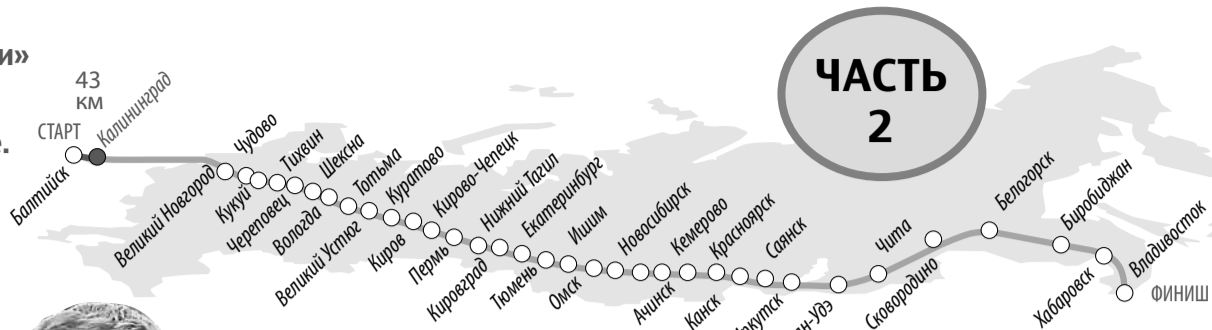 и»
е.
43
км
СТАРТ
Калининград
Балтийск
Великий Новгород
Чудово
Кукуй
Тихвин
Череповец
Шексна
Вологда
Тотьма
Великий Устюг
Куратово
Киров
Кирово-Чепецк
Пермь
Нижний Тагил
Кировград
Екатеринбург
Тюмень
Ишим
Омск
Новосибирск
Ачинск
Кемерово
Красноярск
Канск
Саянск
Чита
Сковородино
Белогорск
Биробиджан
Хабаровск
Владивосток
ФИНИШ
ЧАСТЬ
2